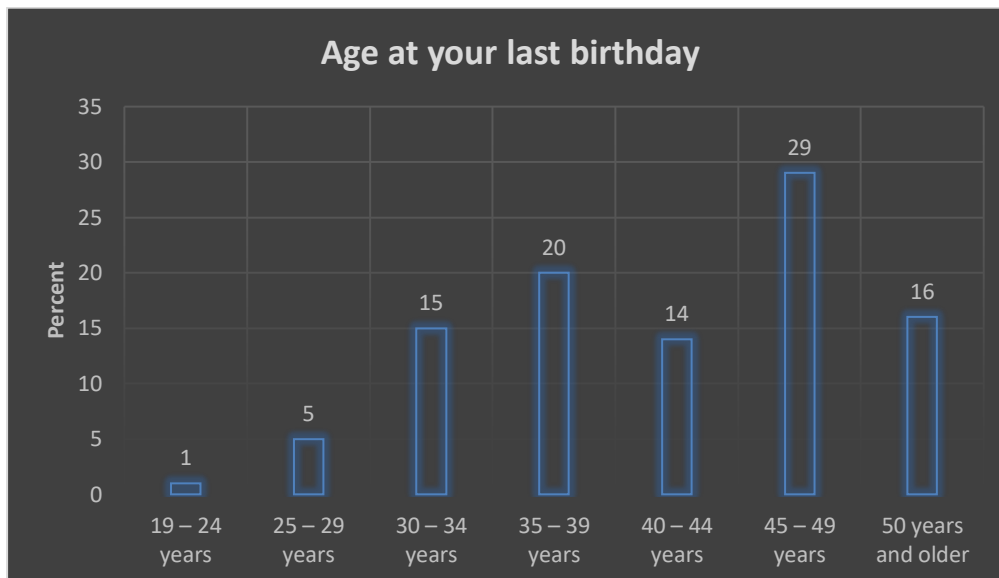 Age at your last birthday
Percent
35
30
25
20
15
10
5
0
1
5
15
20
14
29
16
19 – 24
years
25 – 29
years
30 – 34
years
35 – 39
years
40 – 44
years
45 – 49
years
50 years
and older